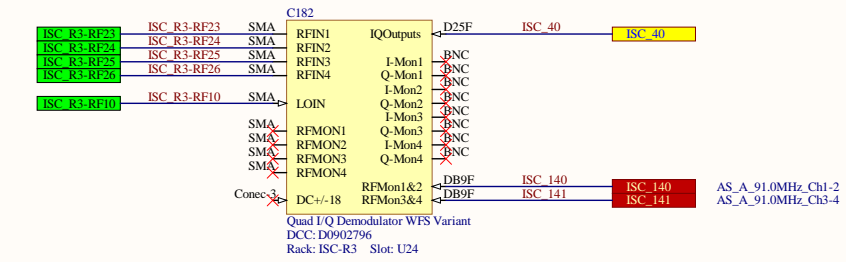 C182
ISC_R3-RF23 ISC_R3-RF23 SMA RFIN1 IQOutputs D25F ISC_40 ISC_40
ISC_R3-RF24 ISC_R3-RF24 SMA RFIN2
ISC_R3-RF25 ISC_R3-RF25 SMA RFIN3 I-Mon1 BNC
ISC_R3-RF26 ISC_R3-RF26 SMA RFIN4 Q-Mon1 BNC
I-Mon2 BNC
ISC_R3-RF10 ISC_R3-RF10 SMA LOIN Q-Mon2 BNC
I-Mon3 BNC
SMA RFMON1 Q-Mon3 BNC
SMA RFMON2 I-Mon4 BNC
SMA RFMON3 Q-Mon4 BNC
SMA RFMON4
RFMon1&2 DB9F ISC_140 ISC_140 AS_A_91.0MHz_Ch1-2
Conec-3 DC+/-18 RFMon3&4 DB9F ISC_141 ISC_141 AS_A_91.0MHz_Ch3-4
Quad I/Q Demodulator WFS Variant
DCC: D0902796
Rack: ISC-R3 Slot: U24